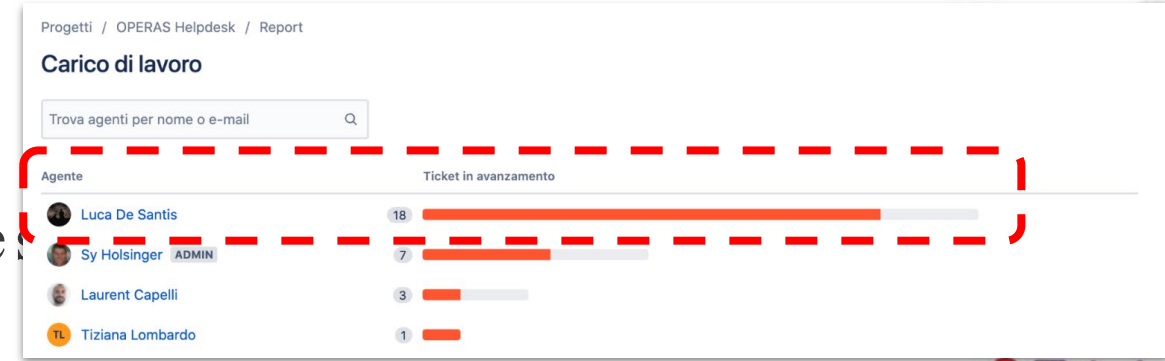 Progetti / OPERAS Helpdesk / Report
Carico di lavoro
Trova agenti per nome o e-mail
Agente Ticket in avanzamento
Luca De Santis 18
e s
Sy Holsinger ADMIN 7
Laurent Capelli 3
TL Tiziana Lombardo 1